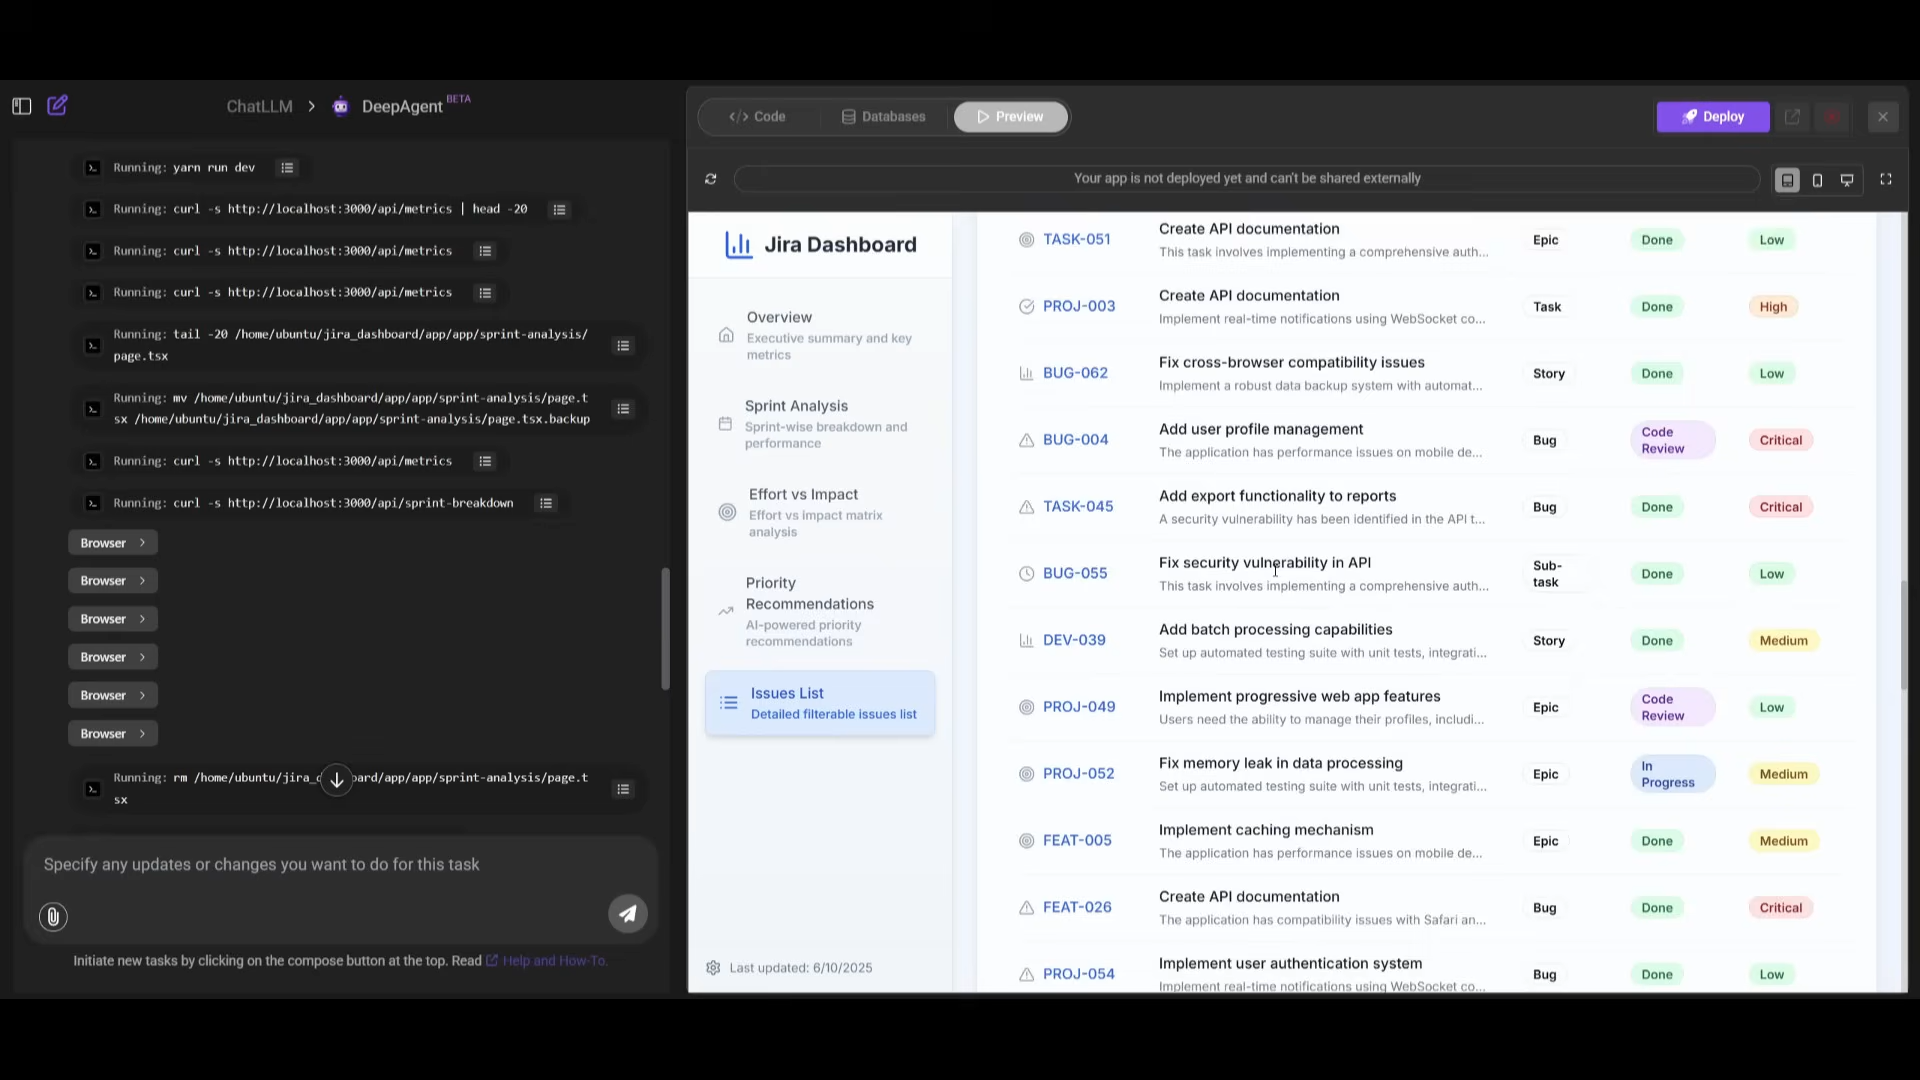 ChatLLM > DeepAgent BETA
Running: yarn run dev
Running: curl -s http://localhost:3000/api/metrics | head -20
Running: curl -s http://localhost:3000/api/metrics
Running: curl -s http://localhost:3000/api/metrics
Running: tail -20 /home/ubuntu/jira_dashboard/app/app/sprint-analysis/
page.tsx
Running: mv /home/ubuntu/jira_dashboard/app/app/sprint-analysis/page.t
sx /home/ubuntu/jira_dashboard/app/app/sprint-analysis/page.tsx.backup
Running: curl -s http://localhost:3000/api/metrics
Running: curl -s http://localhost:3000/api/sprint-breakdown
Browser >
Browser >
Browser >
Browser >
Browser >
Browser >
Running: rm /home/ubuntu/jira_d board/app/app/sprint-analysis/page.t
sx
Specify any updates or changes you want to do for this task
Initiate new tasks by clicking on the compose button at the top. Read Help and How-To.
</> Code
Databases
Preview
Deploy
Your app is not deployed yet and can't be shared externally
Jira Dashboard
Overview
Executive summary and key
metrics
Sprint Analysis
Sprint-wise breakdown and
performance
Effort vs Impact
Effort vs impact matrix
analysis
Priority
Recommendations
AI-powered priority
recommendations
Issues List
Detailed filterable issues list
Last updated: 6/10/2025
TASK-051 Create API documentation Epic Done Low
This task involves implementing a comprehensive auth...
PROJ-003 Create API documentation Task Done High
Implement real-time notifications using WebSocket co...
BUG-062 Fix cross-browser compatibility issues Story Done Low
Implement a robust data backup system with automat...
BUG-004 Add user profile management Bug Code Review Critical
The application has performance issues on mobile de...
TASK-045 Add export functionality to reports Bug Done Critical
A security vulnerability has been identified in the API t...
BUG-055 Fix security vulnerability in API Sub-task Done Low
This task involves implementing a comprehensive auth...
DEV-039 Add batch processing capabilities Story Done Medium
Set up automated testing suite with unit tests, integrati...
PROJ-049 Implement progressive web app features Epic Code Review Low
Users need the ability to manage their profiles, includi...
PROJ-052 Fix memory leak in data processing Epic In Progress Medium
Set up automated testing suite with unit tests, integrati...
FEAT-005 Implement caching mechanism Epic Done Medium
The application has performance issues on mobile de...
FEAT-026 Create API documentation Bug Done Critical
The application has compatibility issues with Safari an...
PROJ-054 Implement user authentication system Bug Done Low
Implement real-time notifications using WebSocket co...